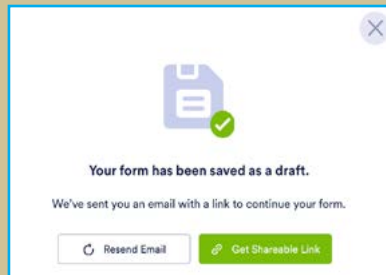 Your form has been saved as a draft.
We've sent you an email with a link to continue your form.
Resend Email
Get Shareable Link